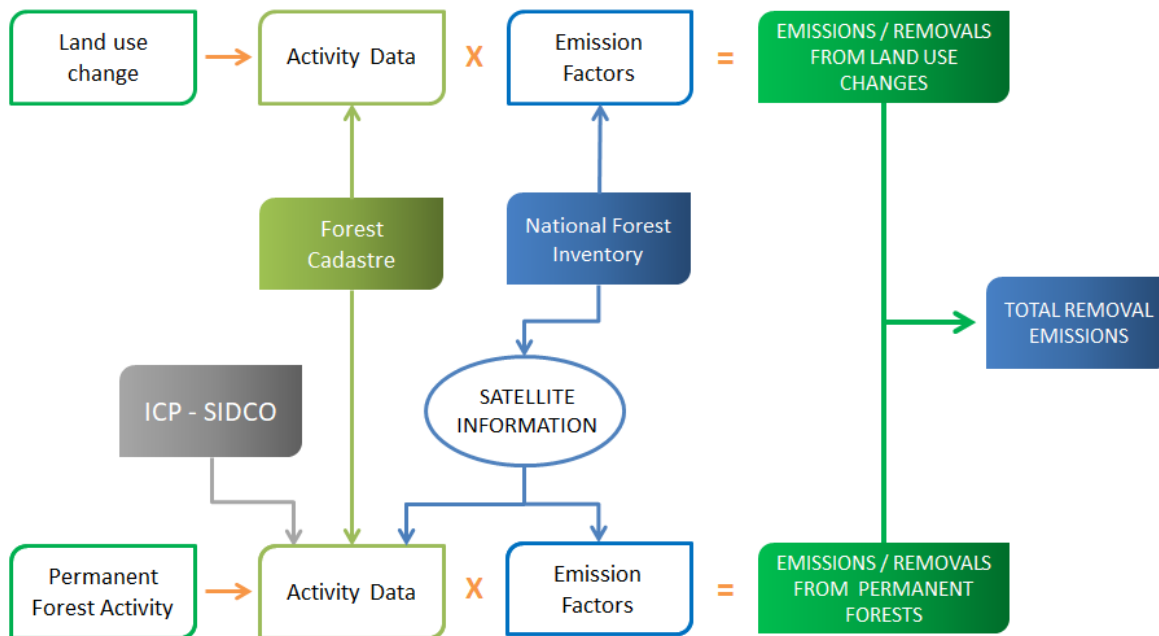 Land use
change
Activity Data
X
Emission
Factors
=
EMISSIONS / REMOVALS
FROM LAND USE
CHANGES
Forest
Cadastre
National Forest
Inventory
TOTAL REMOVAL
EMISSIONS
ICP - SIDCO
SATELLITE
INFORMATION
Permanent
Forest Activity
Activity Data
X
Emission
Factors
=
EMISSIONS / REMOVALS
FROM PERMANENT
FORESTS